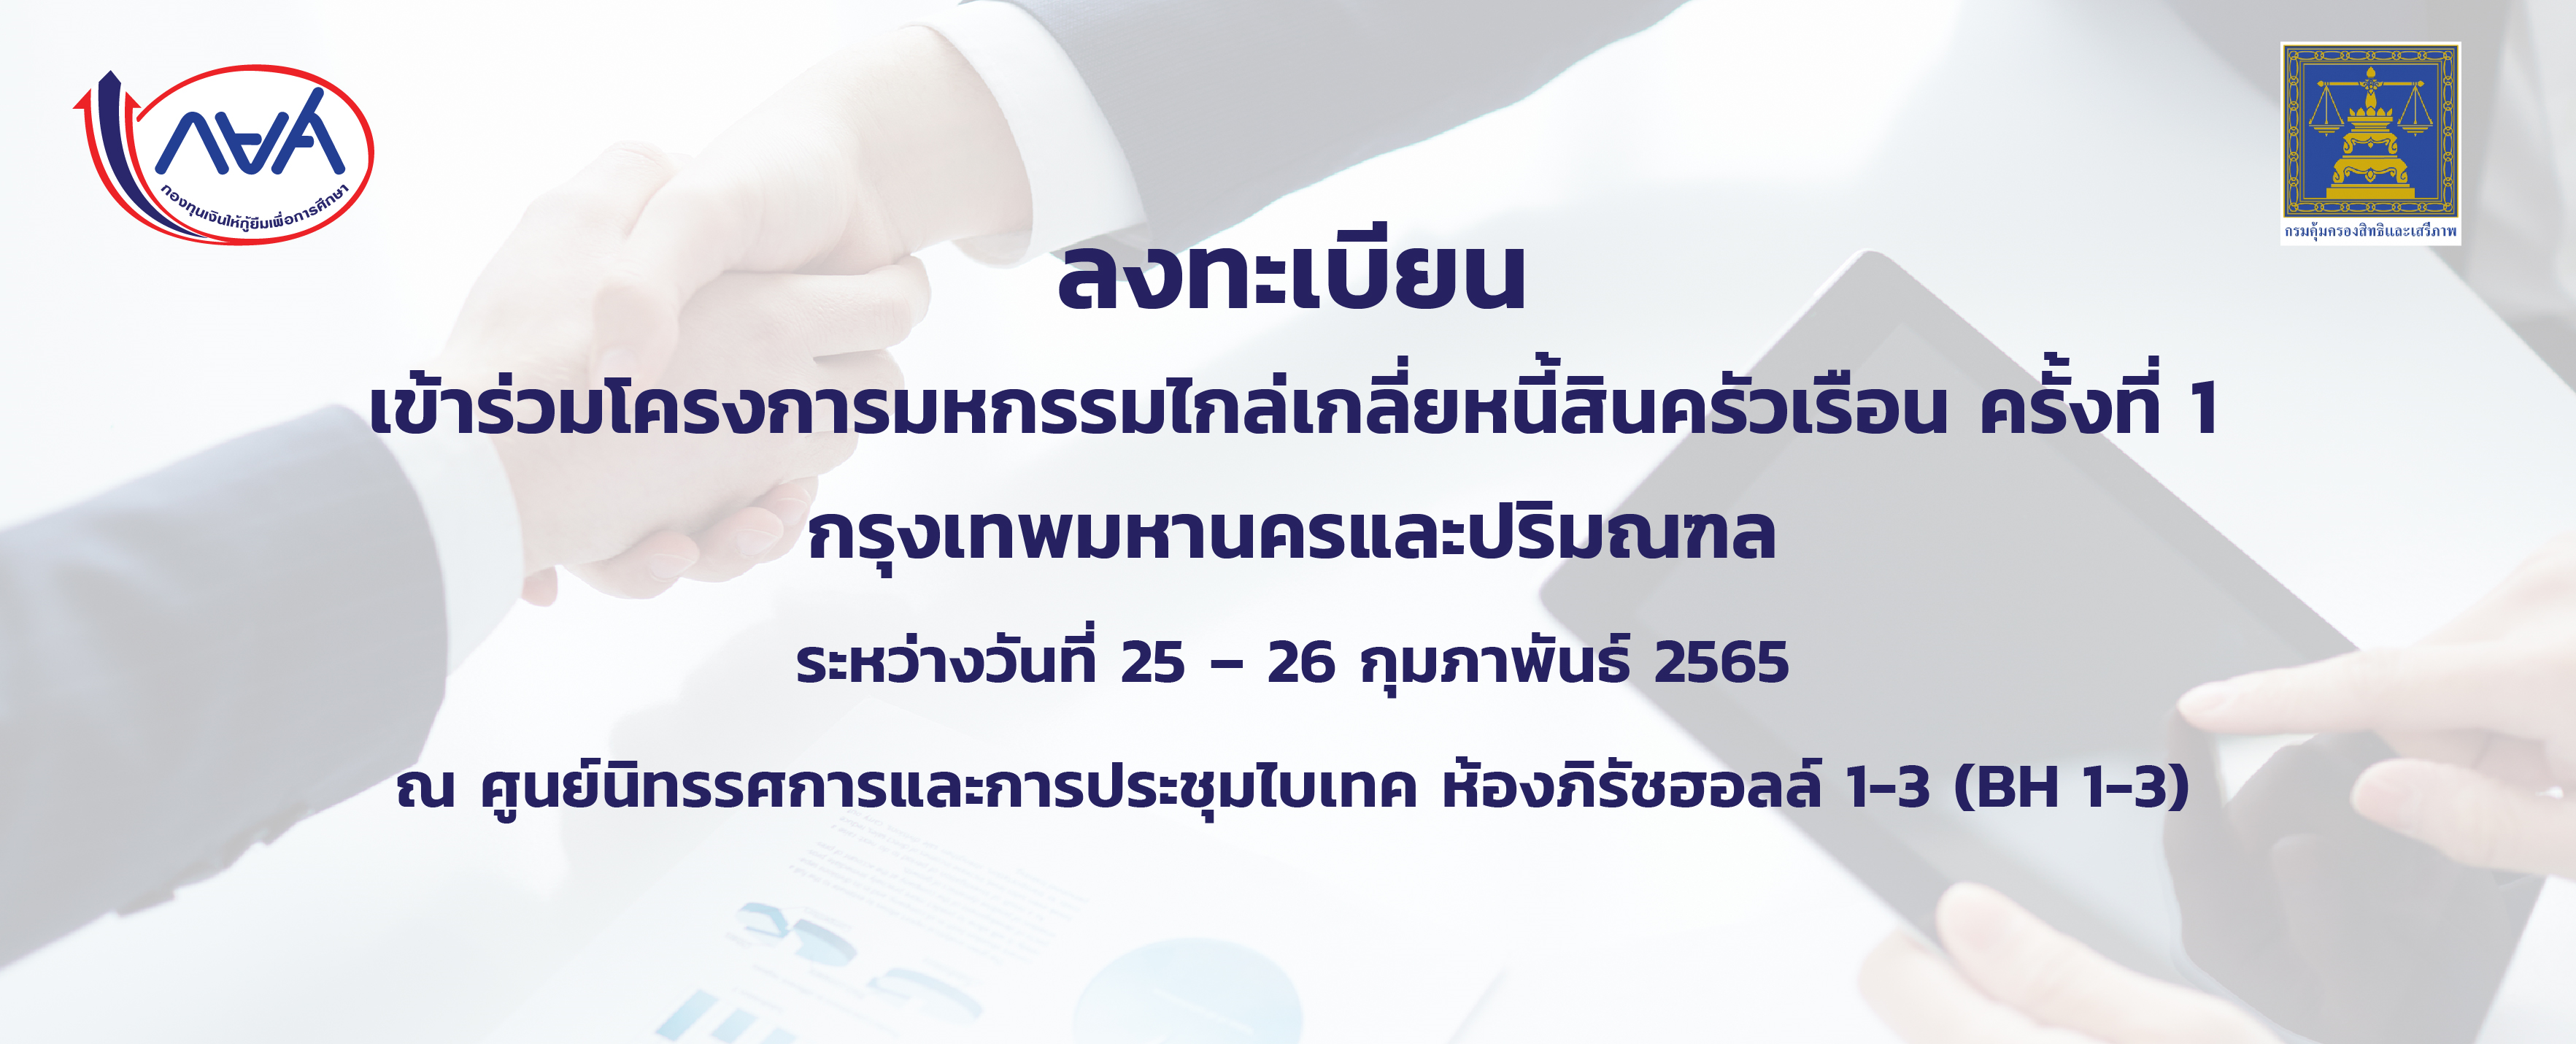 กยศ
กองทุนเงินให้กู้ยืมเพื่อการศึกษา
กรมคุ้มครองสิทธิและเสรีภาพ
ลงทะเบียน
เข้าร่วมโครงการมหกรรมไกล่เกลี่ยหนี้สินครัวเรือน ครั้งที่ 1
กรุงเทพมหานครและปริมณฑล
ระหว่างวันที่ 25 – 26 กุมภาพันธ์ 2565
ณ ศูนย์นิทรรศการและการประชุมไบเทค ห้องภิรัชฮอลล์ 1-3 (BH 1-3)